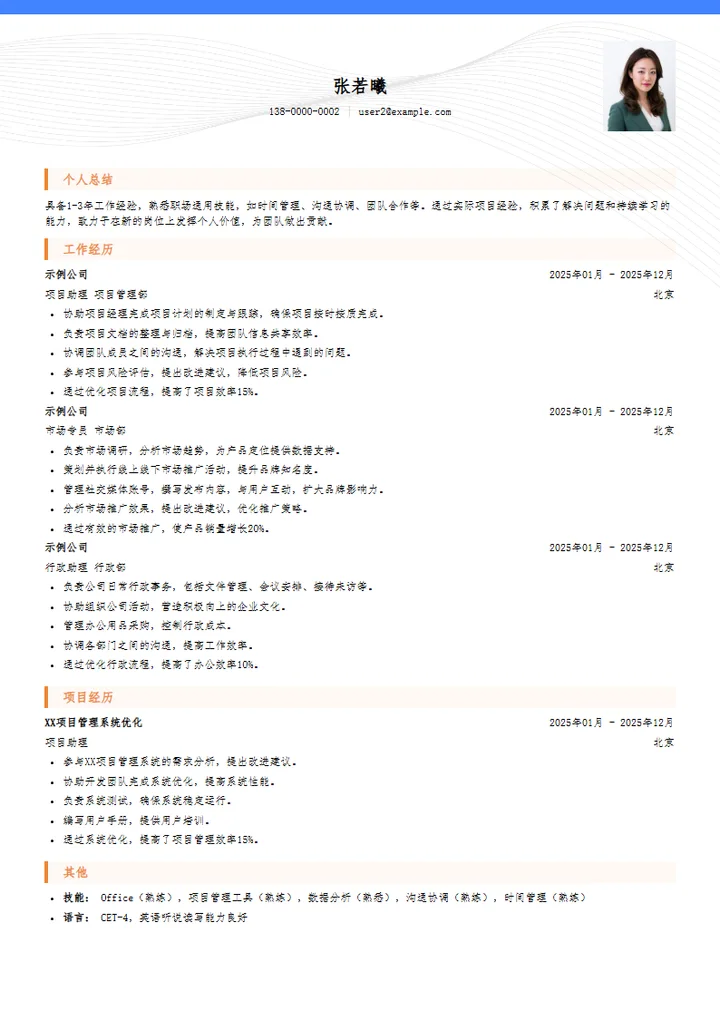 张若曦
138-0000-0002 | user2@example.com
个人总结
具备1-3年工作经验，熟悉职场通用技能，如时间管理、沟通协调、团队合作等。通过实际项目经验，积累了解决问题和持续学习的
能力，致力于在新的岗位上发挥个人价值，为团队做出贡献。
工作经历
示例公司 2025年01月 - 2025年12月
项目助理 项目管理部 北京
• 协助项目经理完成项目计划的制定与跟踪，确保项目按时按质完成。
• 负责项目文档的整理与归档，提高团队信息共享效率。
• 协调团队成员之间的沟通，解决项目执行过程中遇到的问题。
• 参与项目风险评估，提出改进建议，降低项目风险。
• 通过优化项目流程，提高了项目效率15%。
示例公司 2025年01月 - 2025年12月
市场专员 市场部 北京
• 负责市场调研，分析市场趋势，为产品定位提供数据支持。
• 策划并执行线上线下市场推广活动，提升品牌知名度。
• 管理社交媒体账号，撰写发布内容，与用户互动，扩大品牌影响力。
• 分析市场推广效果，提出改进建议，优化推广策略。
• 通过有效的市场推广，使产品销量增长20%。
示例公司 2025年01月 - 2025年12月
行政助理 行政部 北京
• 负责公司日常行政事务，包括文件管理、会议安排、接待来访等。
• 协助组织公司活动，营造积极向上的企业文化。
• 管理办公用品采购，控制行政成本。
• 协调各部门之间的沟通，提高工作效率。
• 通过优化行政流程，提高了办公效率10%。
项目经历
XX项目管理系统优化 2025年01月 - 2025年12月
项目助理 北京
• 参与XX项目管理系统的需求分析，提出改进建议。
• 协助开发团队完成系统优化，提高系统性能。
• 负责系统测试，确保系统稳定运行。
• 编写用户手册，提供用户培训。
• 通过系统优化，提高了项目管理效率15%。
其他
• 技能： Office（熟练），项目管理工具（熟练），数据分析（熟悉），沟通协调（熟练），时间管理（熟练）
• 语言： CET-4，英语听说读写能力良好